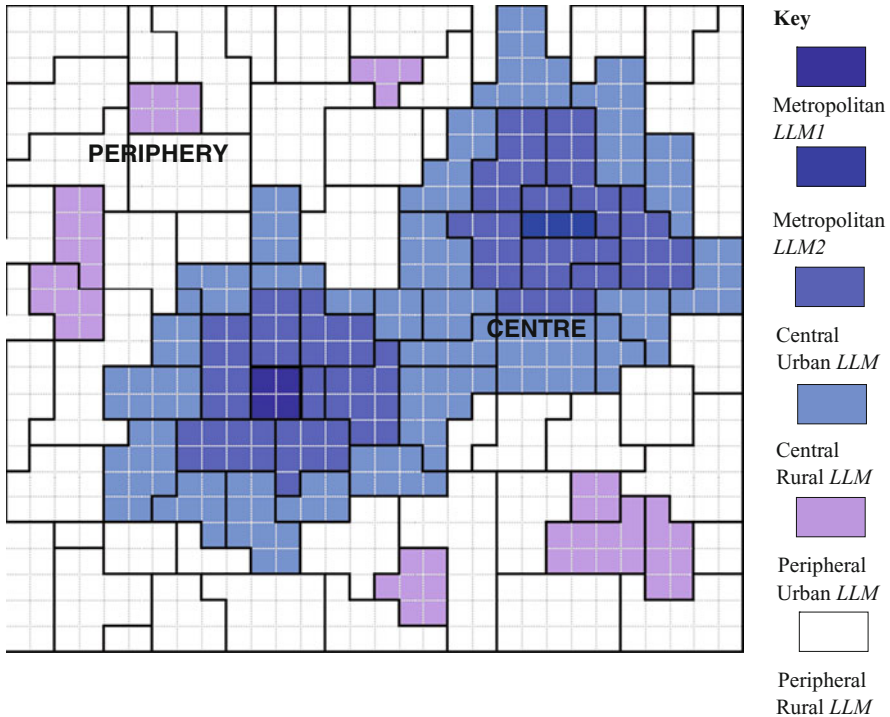 PERIPHERY
CENTRE
Key
Metropolitan
LLM1
Metropolitan
LLM2
Central
Urban LLM
Central
Rural LLM
Peripheral
Urban LLM
Peripheral
Rural LLM